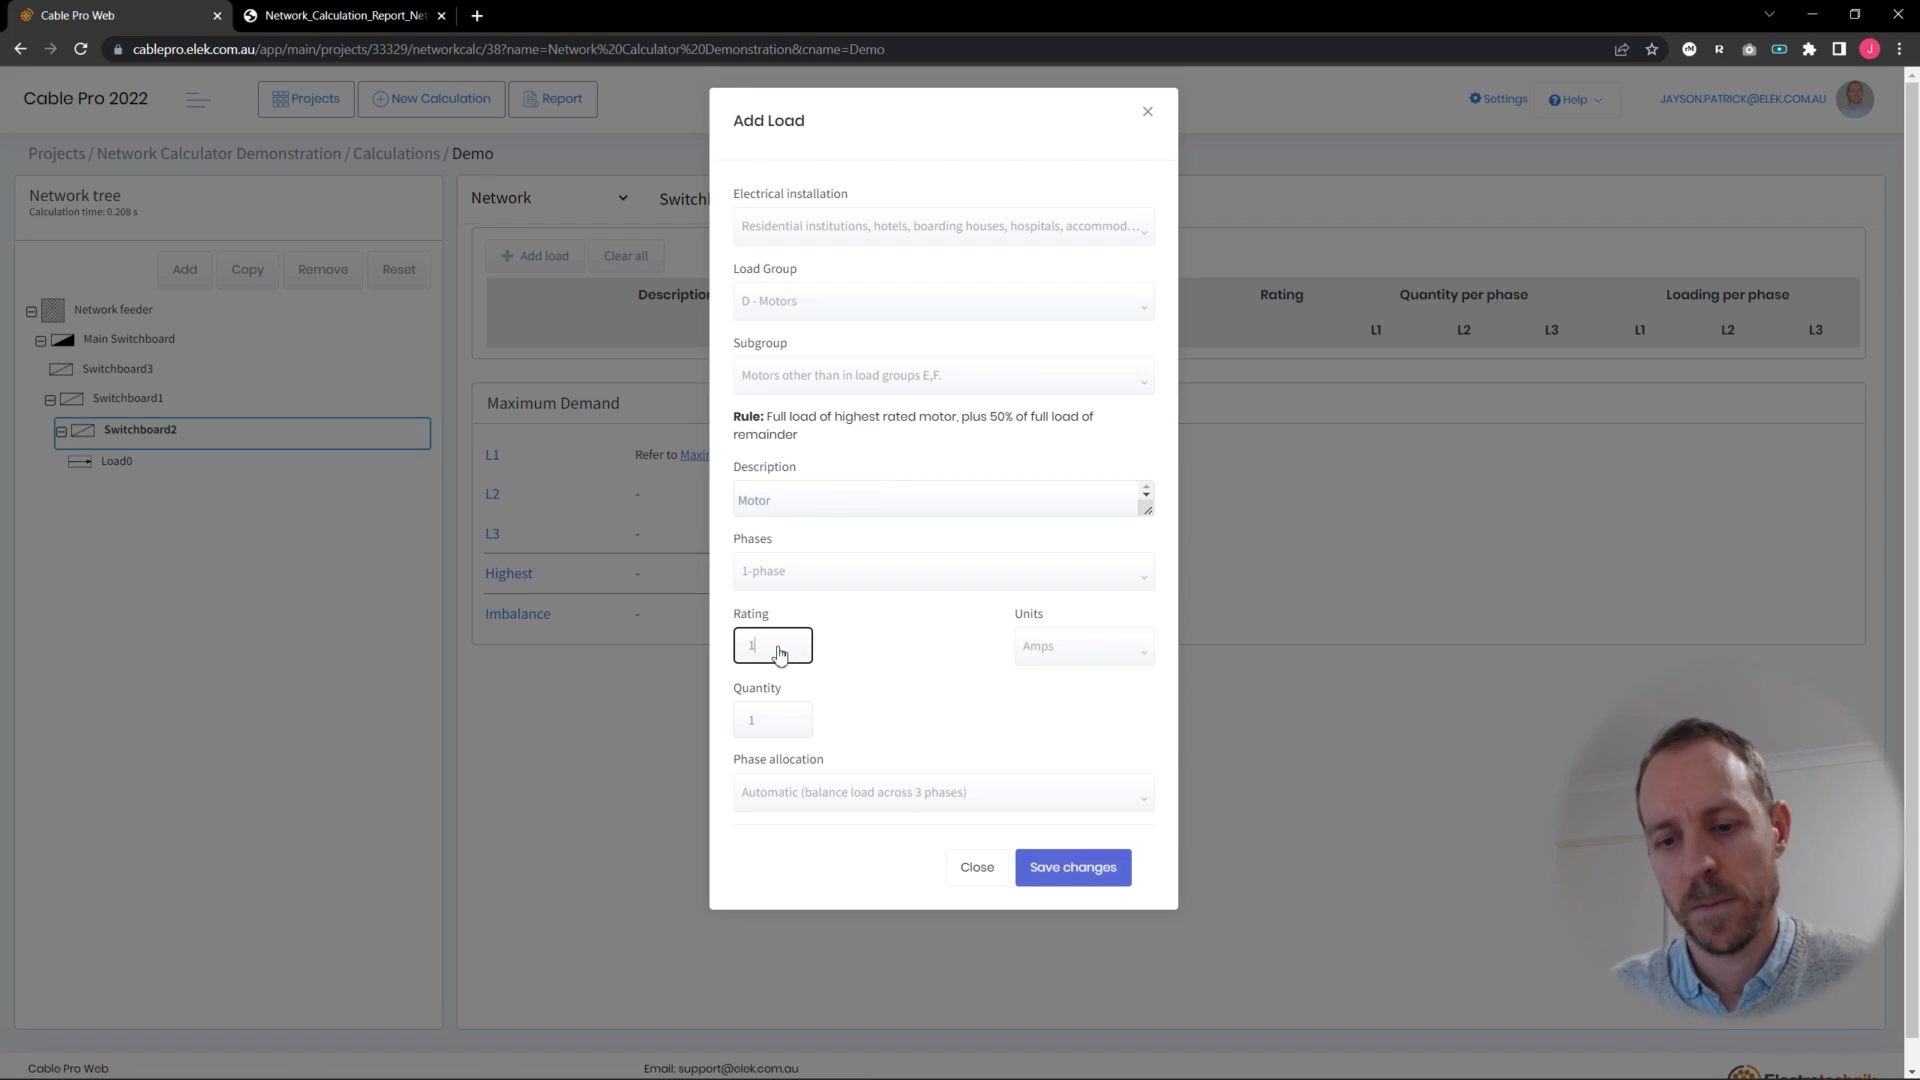 Cable Pro Web
Network_Calculation_Report_Net
cablepro.elek.com.au/app/main/projects/33329/networkcalc/38?name=Network%20Calculator%20Demonstration&cname=Demo
R
J
Cable Pro 2022
Projects
New Calculation
Report
Settings
Help
JAYSON.PATRICK@ELEK.COM.AU
Projects / Network Calculator Demonstration / Calculations / Demo
Network tree
Calculation time: 0.208 s
Add
Copy
Remove
Reset
Network feeder
Main Switchboard
Switchboard3
Switchboard1
Switchboard2
Load0
Network
Switchb
Add load
Clear all
Description
Rating
Quantity per phase
Loading per phase
L1 L2 L3 L1 L2 L3
Maximum Demand
L1 Refer to Maxi
L2 -
L3 -
Highest -
Imbalance -
Add Load
Electrical installation
Residential institutions, hotels, boarding houses, hospitals, accommod...
Load Group
D - Motors
Subgroup
Motors other than in load groups E,F.
Rule: Full load of highest rated motor, plus 50% of full load of
remainder
Description
Motor
Phases
1-phase
Rating
Units
1
Amps
Quantity
1
Phase allocation
Automatic (balance load across 3 phases)
Close
Save changes
Cable Pro Web
Email: support@elek.com.au